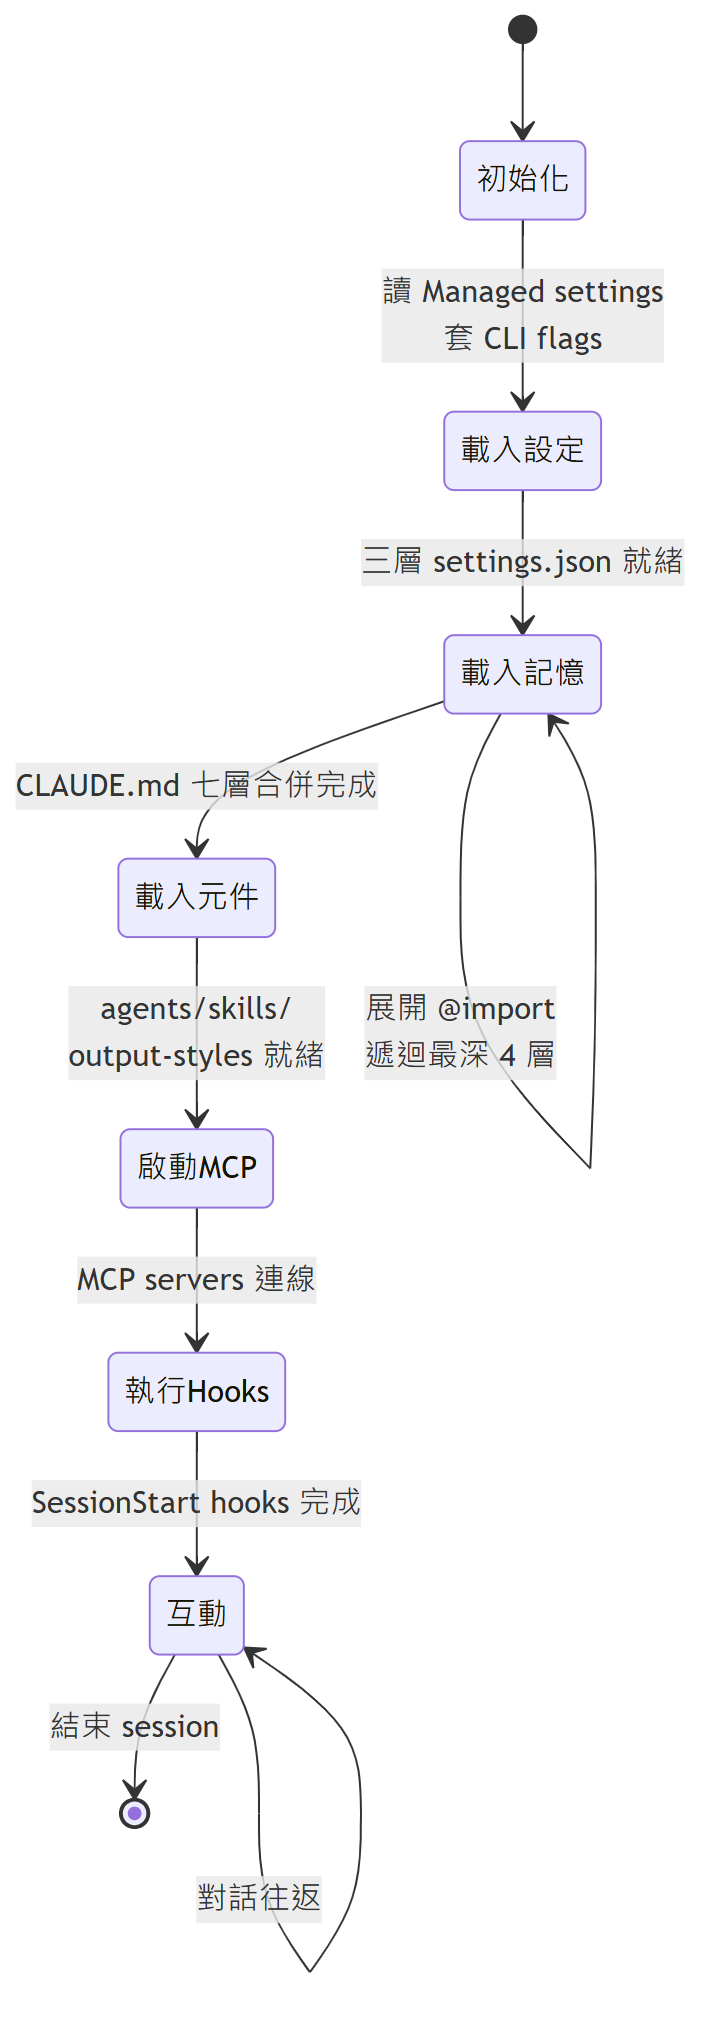 初始化
讀 Managed settings
套 CLI flags
載入設定
三層 settings.json 就緒
載入記憶
CLAUDE.md 七層合併完成
載入元件
agents/skills/
output-styles 就緒
展開 @import
遞迴最深 4 層
啟動MCP
MCP servers 連線
執行Hooks
SessionStart hooks 完成
互動
結束 session
對話往返